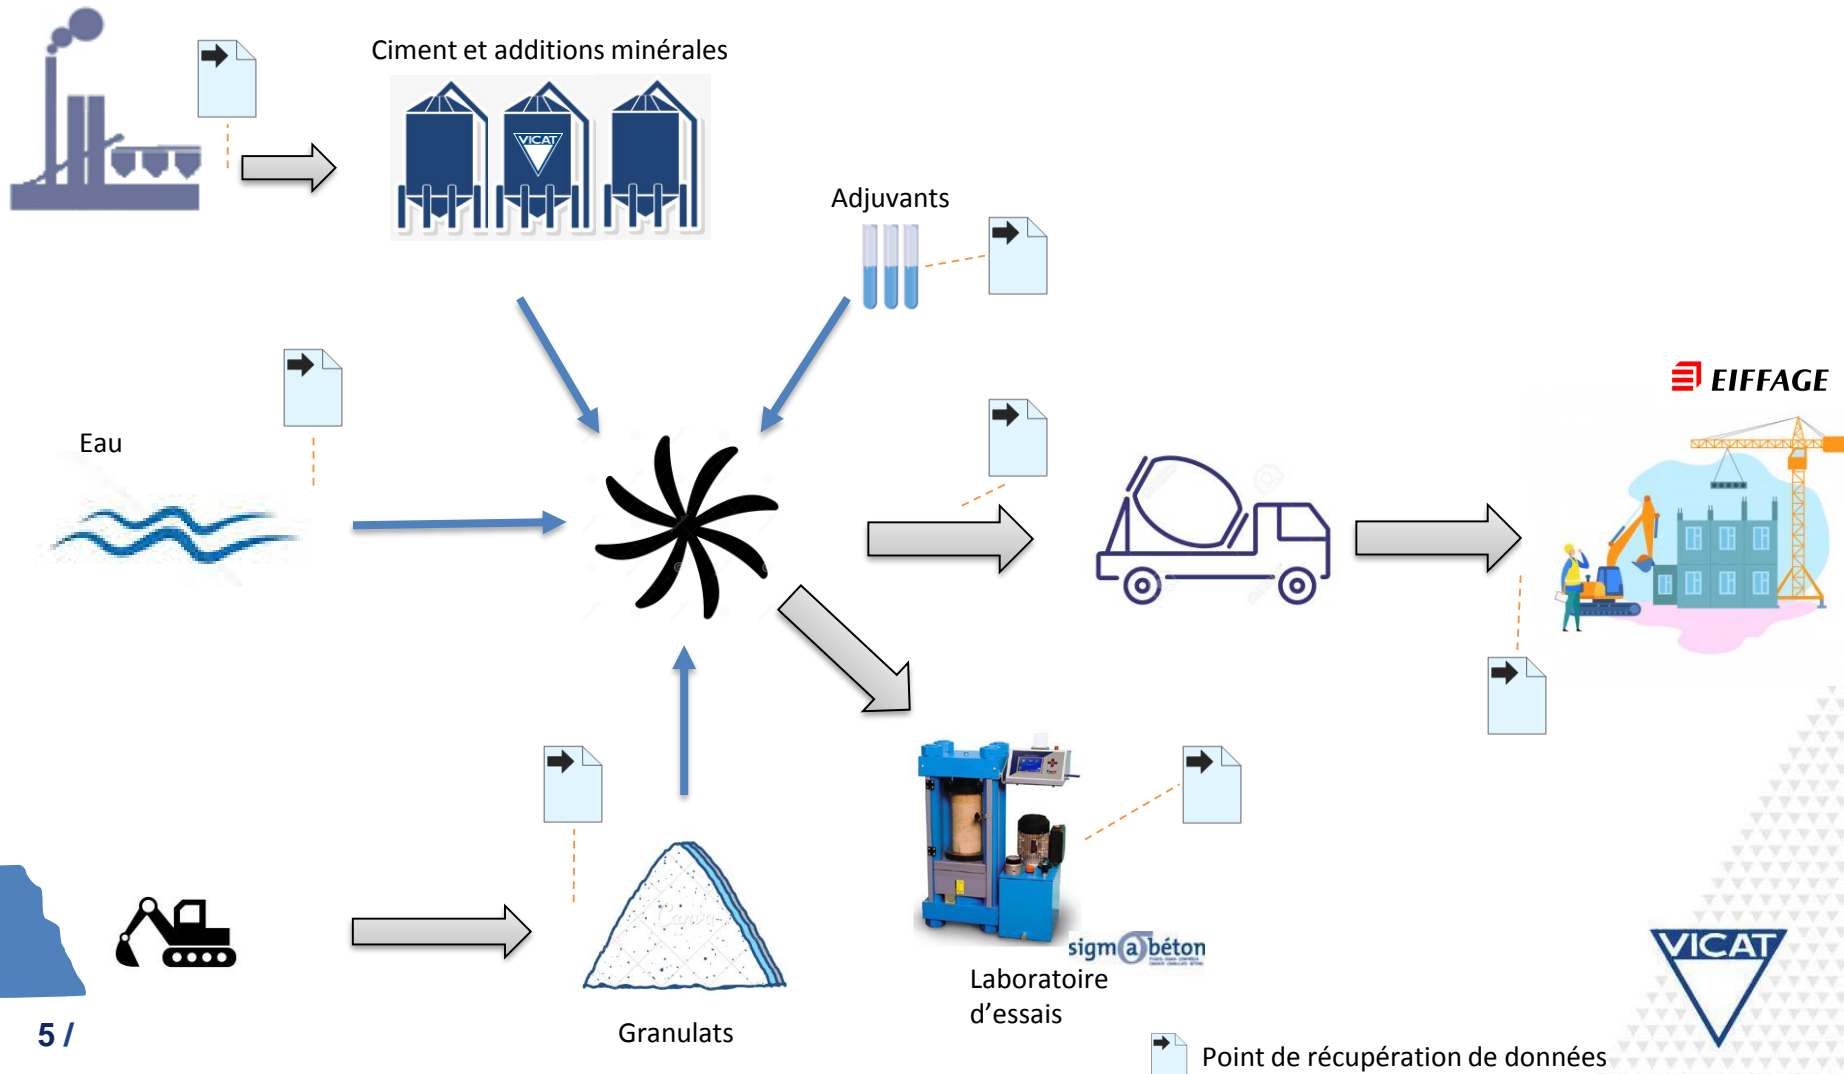 Ciment et additions minérales
VICAT
Adjuvants
EIFFAGE
Eau
sigma béton
Laboratoire
d'essais
Granulats
VICAT
5 /
Point de récupération de données